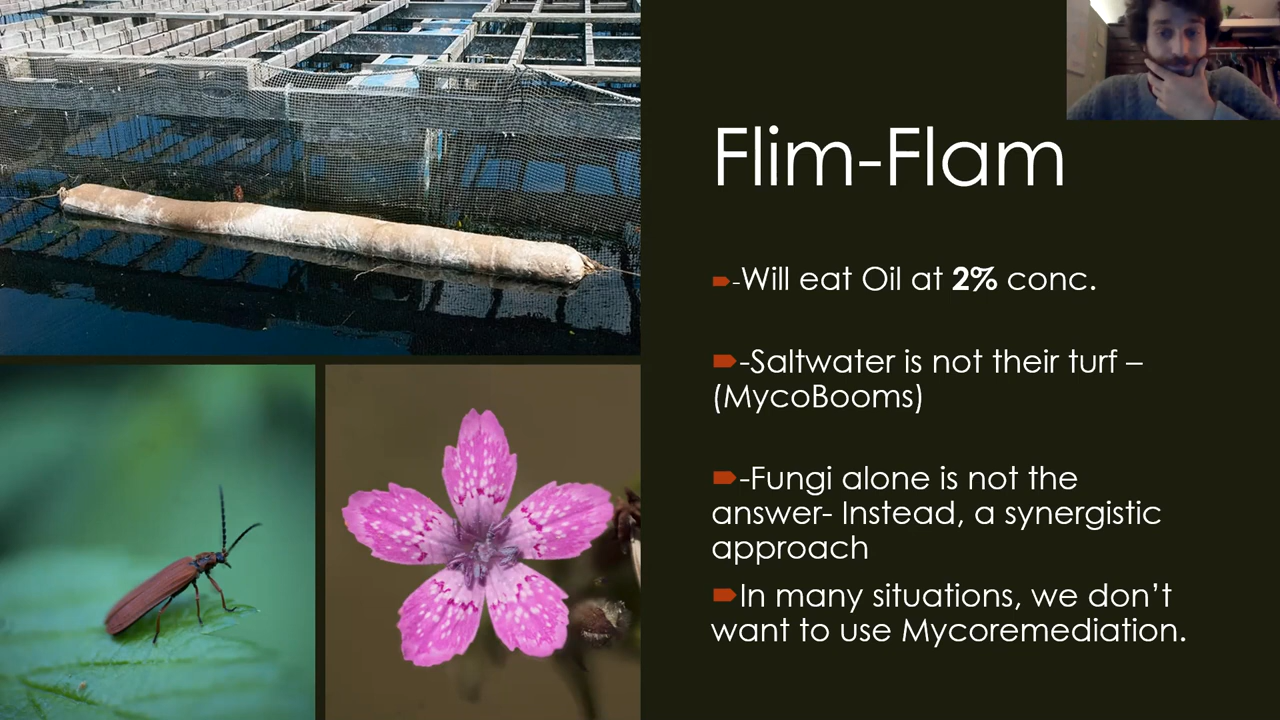 Flim-Flam
-Will eat Oil at 2% conc.
-Saltwater is not their turf –
(MycoBooms)
-Fungi alone is not the
answer- Instead, a synergistic
approach
In many situations, we don’t
want to use Mycoremediation.